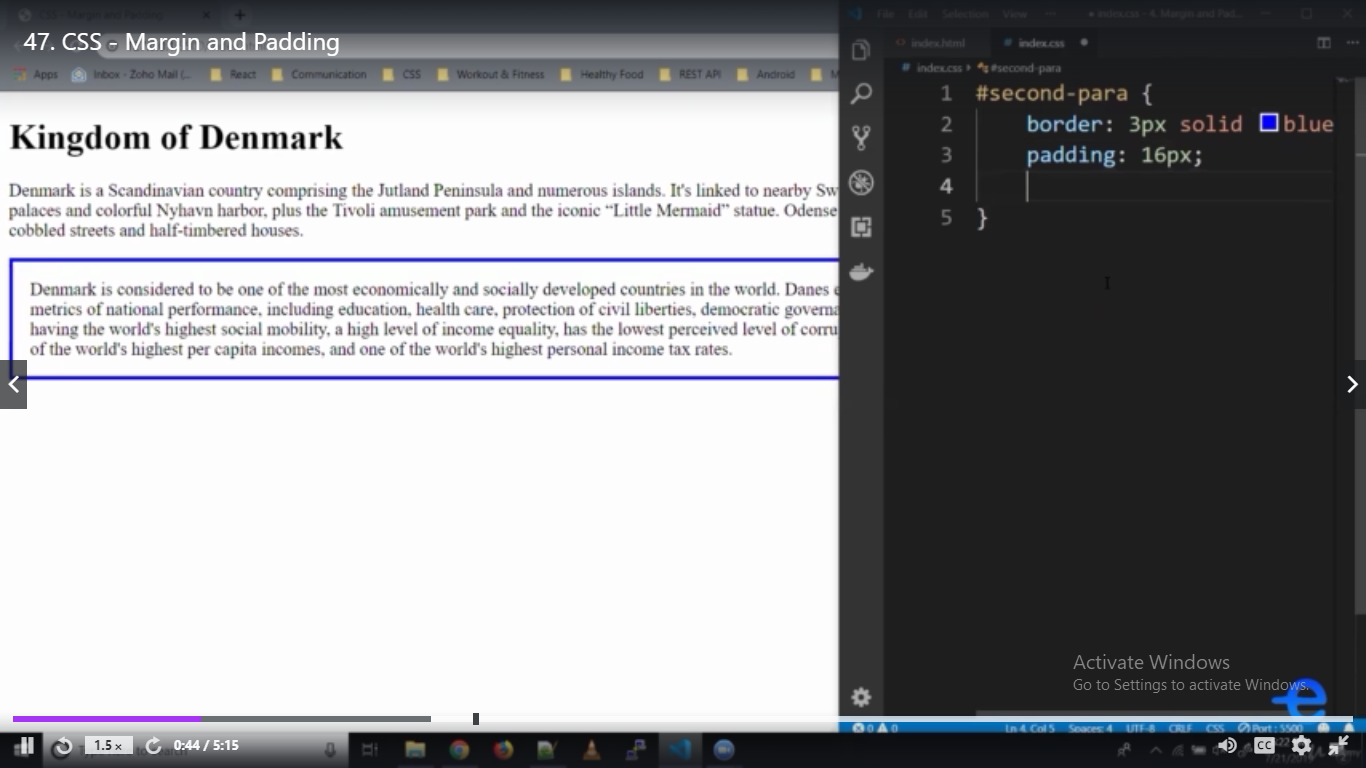 47. CSS - Margin and Padding
File Edit Selection View
index.css - 4. Margin and Pad...
Apps Inbox - Zoho Mail (... React Communication CSS Workout & Fitness Healthy Food REST API Android M
index.html index.css
index.css › #second-para
Kingdom of Denmark
Denmark is a Scandinavian country comprising the Jutland Peninsula and numerous islands. It's linked to nearby Sw
palaces and colorful Nyhavn harbor, plus the Tivoli amusement park and the iconic “Little Mermaid” statue. Odense
cobbled streets and half-timbered houses.
Denmark is considered to be one of the most economically and socially developed countries in the world. Danes e
metrics of national performance, including education, health care, protection of civil liberties, democratic governa
having the world's highest social mobility, a high level of income equality, has the lowest perceived level of corru
of the world's highest per capita incomes, and one of the world's highest personal income tax rates.
1 #second-para {
2 border: 3px solid blue
3 padding: 16px;
4
5 }
Activate Windows
Go to Settings to activate Windows.
0 0 Ln 4, Col 5 Spaces: 4 UTF-8 CRLF CSS Port : 5500
1.5 x 0:44 / 5:15
CC